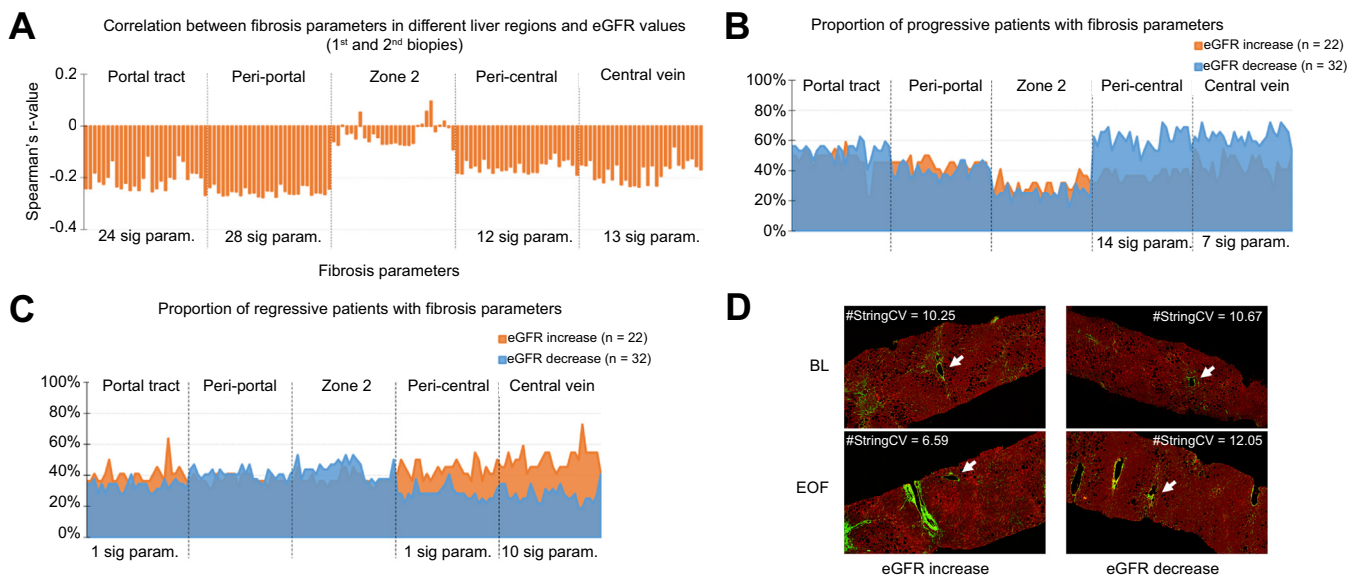 A
Correlation between fibrosis parameters in different liver regions and eGFR values
(1st and 2nd biopies)
Portal tract
Peri-portal
Zone 2
Peri-central
Central vein
Spearman's r-value
0.2
0
-0.2
-0.4
24 sig param.
28 sig param.
12 sig param.
13 sig param.
Fibrosis parameters
B
Proportion of progressive patients with fibrosis parameters
eGFR increase (n = 22)
eGFR decrease (n = 32)
100%
80%
60%
40%
20%
0%
Portal tract
Peri-portal
Zone 2
Peri-central
Central vein
14 sig param.
7 sig param.
C
Proportion of regressive patients with fibrosis parameters
eGFR increase (n = 22)
eGFR decrease (n = 32)
100%
80%
60%
40%
20%
0%
Portal tract
Peri-portal
Zone 2
Peri-central
Central vein
1 sig param.
1 sig param.
10 sig param.
D
#StringCV = 10.25
#StringCV = 10.67
BL
#StringCV = 6.59
#StringCV = 12.05
EOF
eGFR increase
eGFR decrease